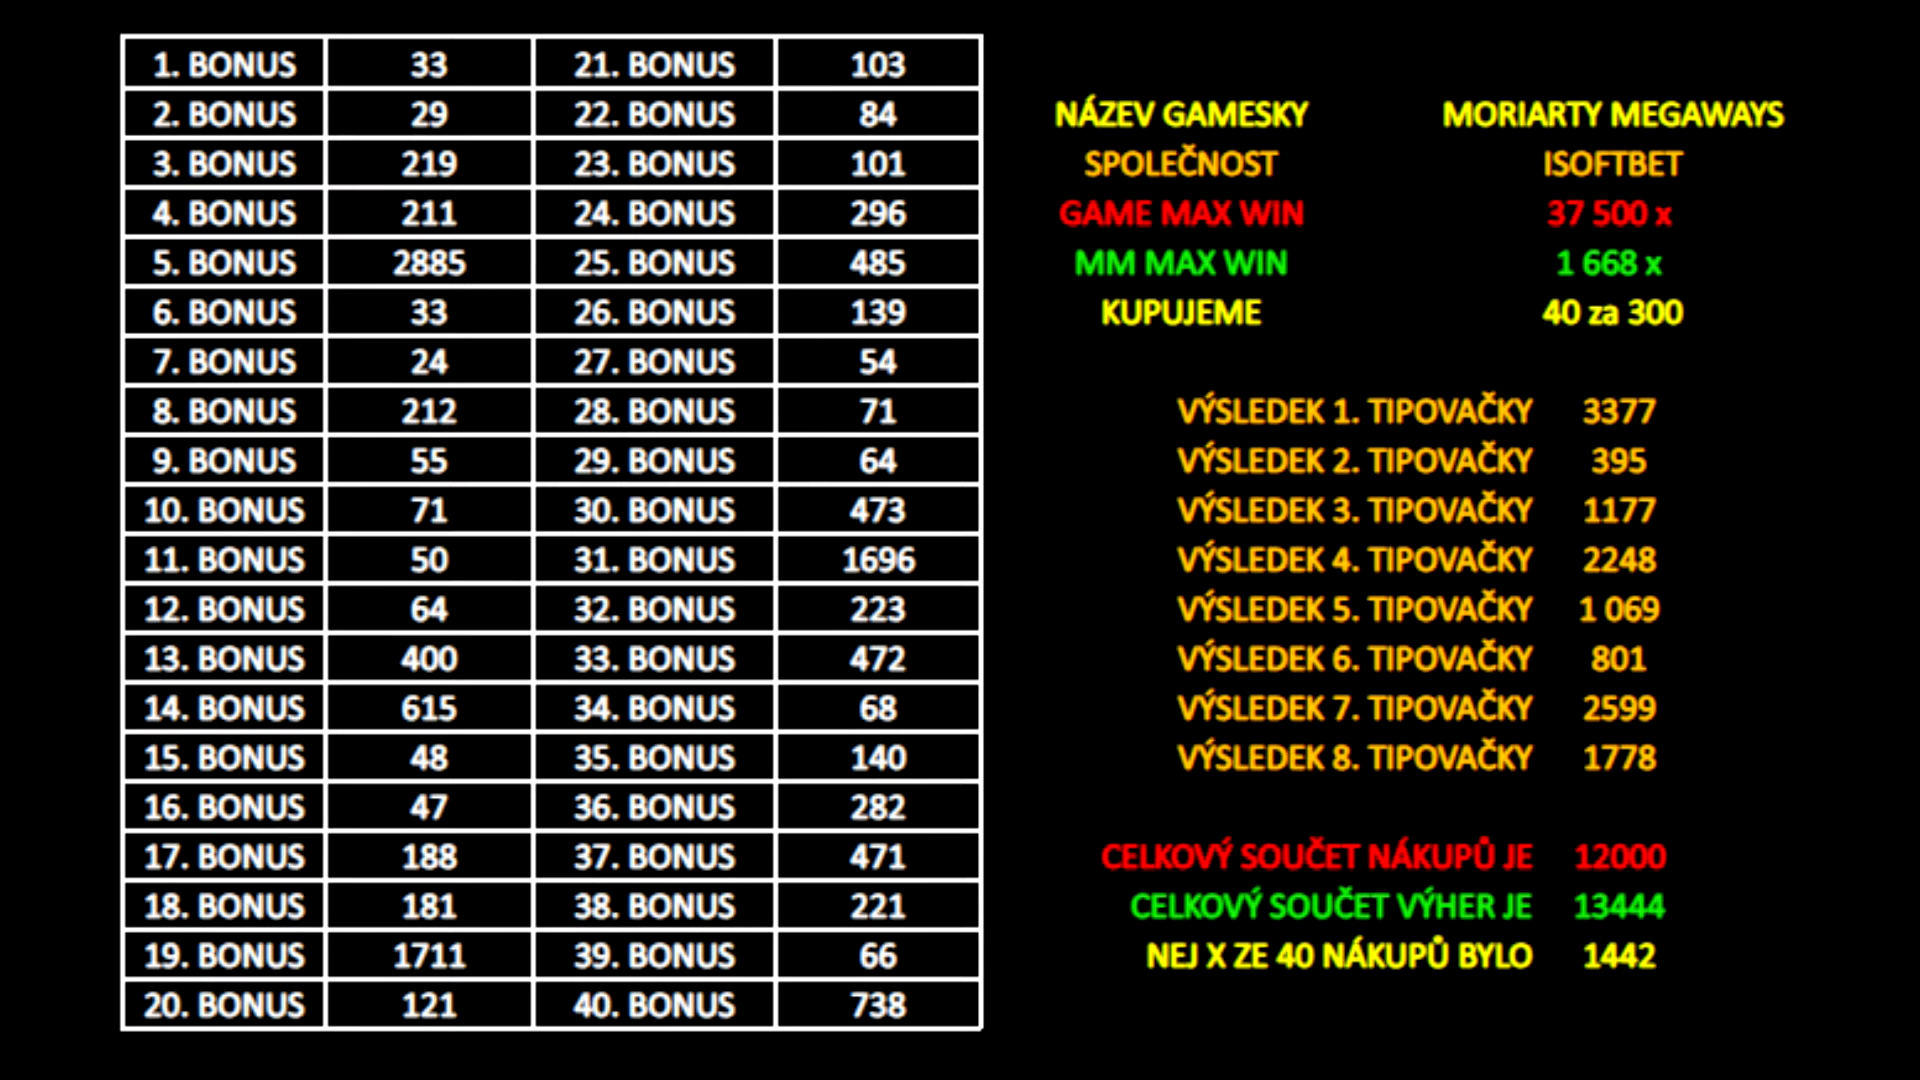 1. BONUS 33 21. BONUS 103
2. BONUS 29 22. BONUS 84
3. BONUS 219 23. BONUS 101
4. BONUS 211 24. BONUS 296
5. BONUS 2885 25. BONUS 485
6. BONUS 33 26. BONUS 139
7. BONUS 24 27. BONUS 54
8. BONUS 212 28. BONUS 71
9. BONUS 55 29. BONUS 64
10. BONUS 71 30. BONUS 473
11. BONUS 50 31. BONUS 1696
12. BONUS 64 32. BONUS 223
13. BONUS 400 33. BONUS 472
14. BONUS 615 34. BONUS 68
15. BONUS 48 35. BONUS 140
16. BONUS 47 36. BONUS 282
17. BONUS 188 37. BONUS 471
18. BONUS 181 38. BONUS 221
19. BONUS 1711 39. BONUS 66
20. BONUS 121 40. BONUS 738
NÁZEV GAMESKY MORIARTY MEGAWAYS
SPOLEČNOST ISOFTBET
GAME MAX WIN 37 500 x
MM MAX WIN 1 668 x
KUPUJEME 40 za 300
VÝSLEDEK 1. TIPOVAČKY 3377
VÝSLEDEK 2. TIPOVAČKY 395
VÝSLEDEK 3. TIPOVAČKY 1177
VÝSLEDEK 4. TIPOVAČKY 2248
VÝSLEDEK 5. TIPOVAČKY 1 069
VÝSLEDEK 6. TIPOVAČKY 801
VÝSLEDEK 7. TIPOVAČKY 2599
VÝSLEDEK 8. TIPOVAČKY 1778
CELKOVÝ SOUČET NÁKUPŮ JE 12000
CELKOVÝ SOUČET VÝHER JE 13444
NEJ X ZE 40 NÁKUPŮ BYLO 1442